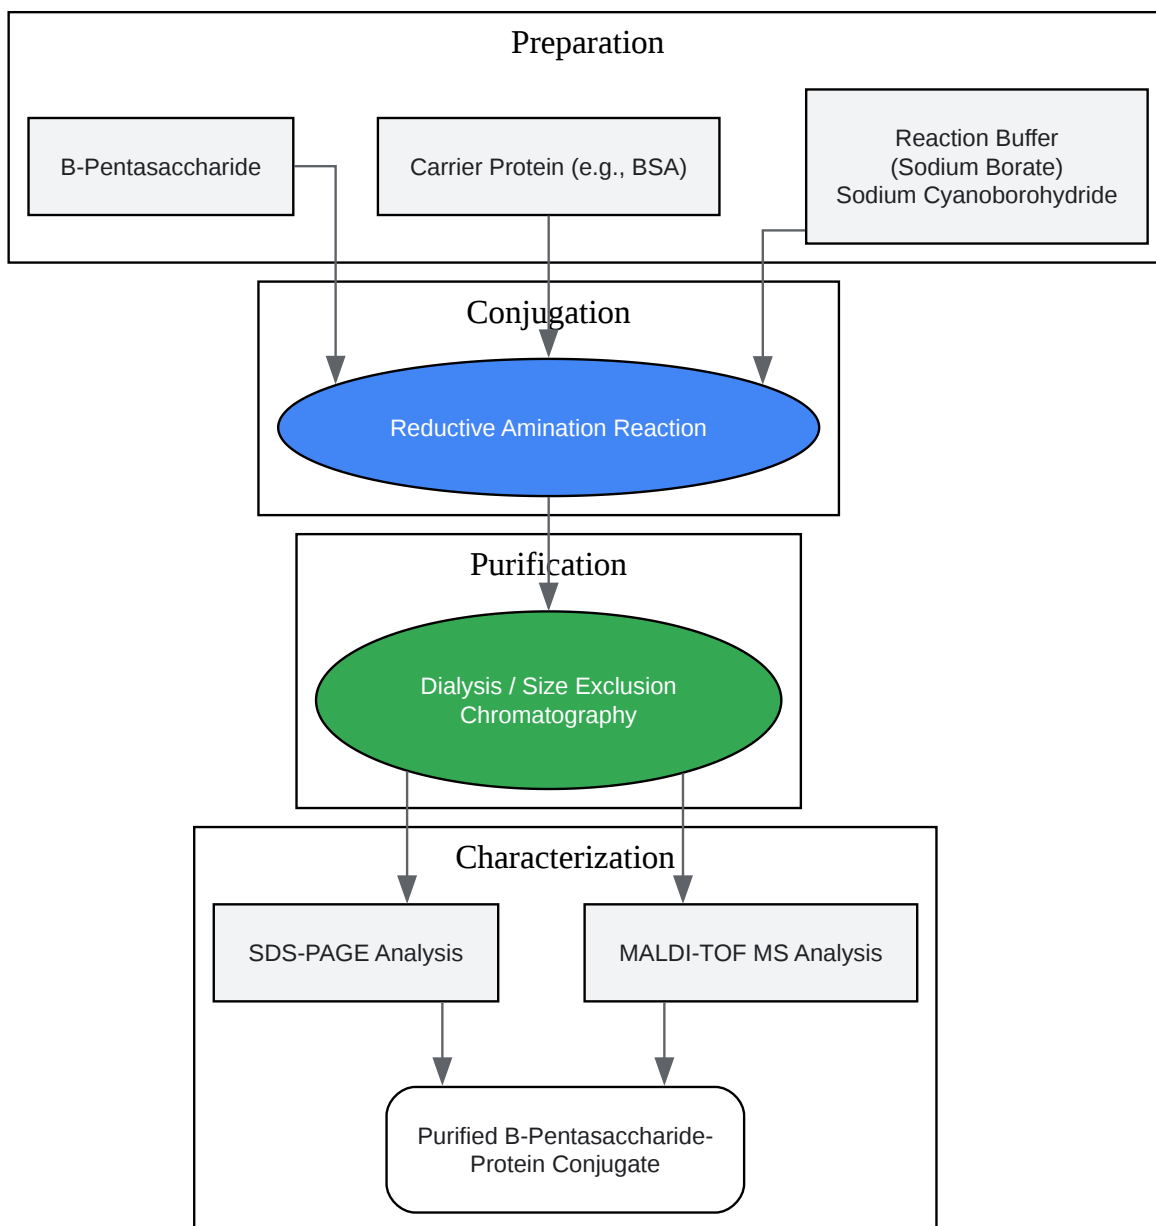 Preparation
B-Pentasaccharide
Carrier Protein (e.g., BSA)
Reaction Buffer
(Sodium Borate)
Sodium Cyanoborohydride
Conjugation
Reductive Amination Reaction
Purification
Dialysis / Size Exclusion
Chromatography
Characterization
SDS-PAGE Analysis
MALDI-TOF MS Analysis
Purified B-Pentasaccharide-
Protein Conjugate